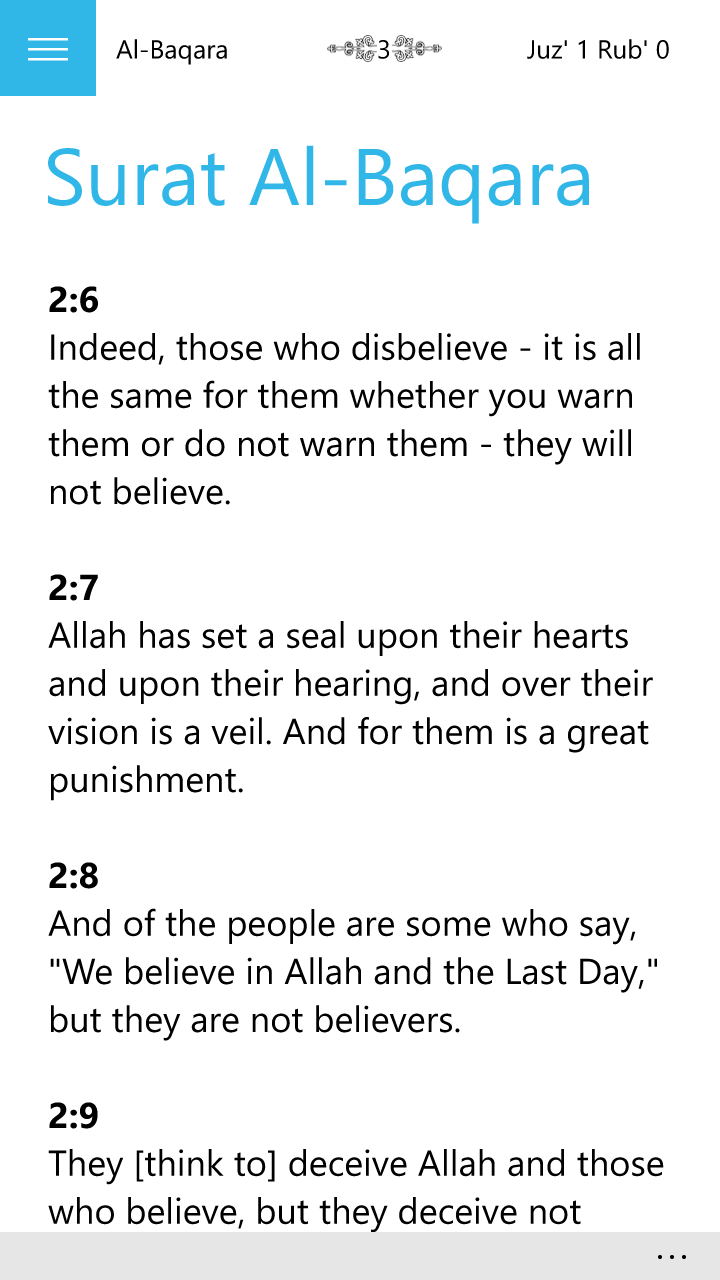 Al-Baqara 3 Juz' 1 Rub' 0
Surat Al-Baqara
2:6
Indeed, those who disbelieve - it is all
the same for them whether you warn
them or do not warn them - they will
not believe.
2:7
Allah has set a seal upon their hearts
and upon their hearing, and over their
vision is a veil. And for them is a great
punishment.
2:8
And of the people are some who say,
"We believe in Allah and the Last Day,"
but they are not believers.
2:9
They [think to] deceive Allah and those
who believe, but they deceive not